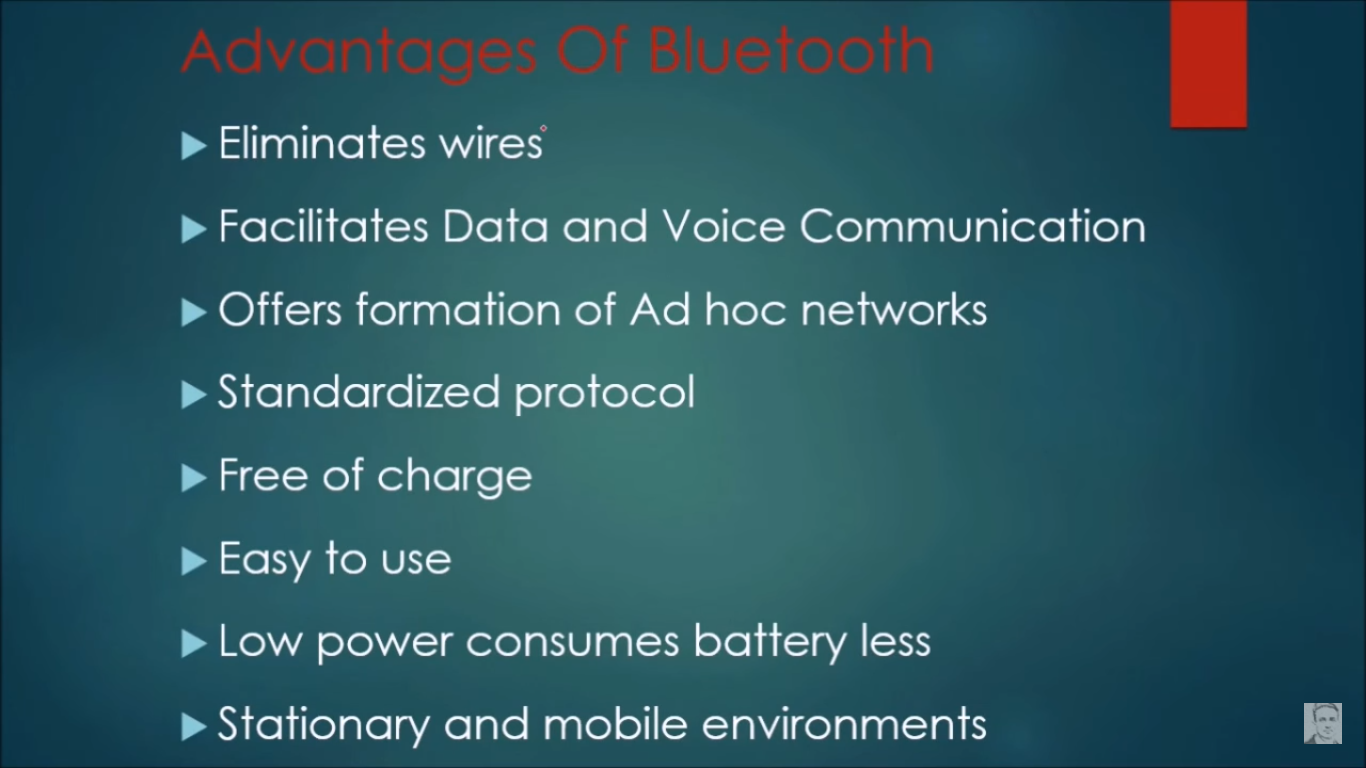 Advantages Of Bluetooth
Eliminates wires
Facilitates Data and Voice Communication
Offers formation of Ad hoc networks
Standardized protocol
Free of charge
Easy to use
Low power consumes battery less
Stationary and mobile environments